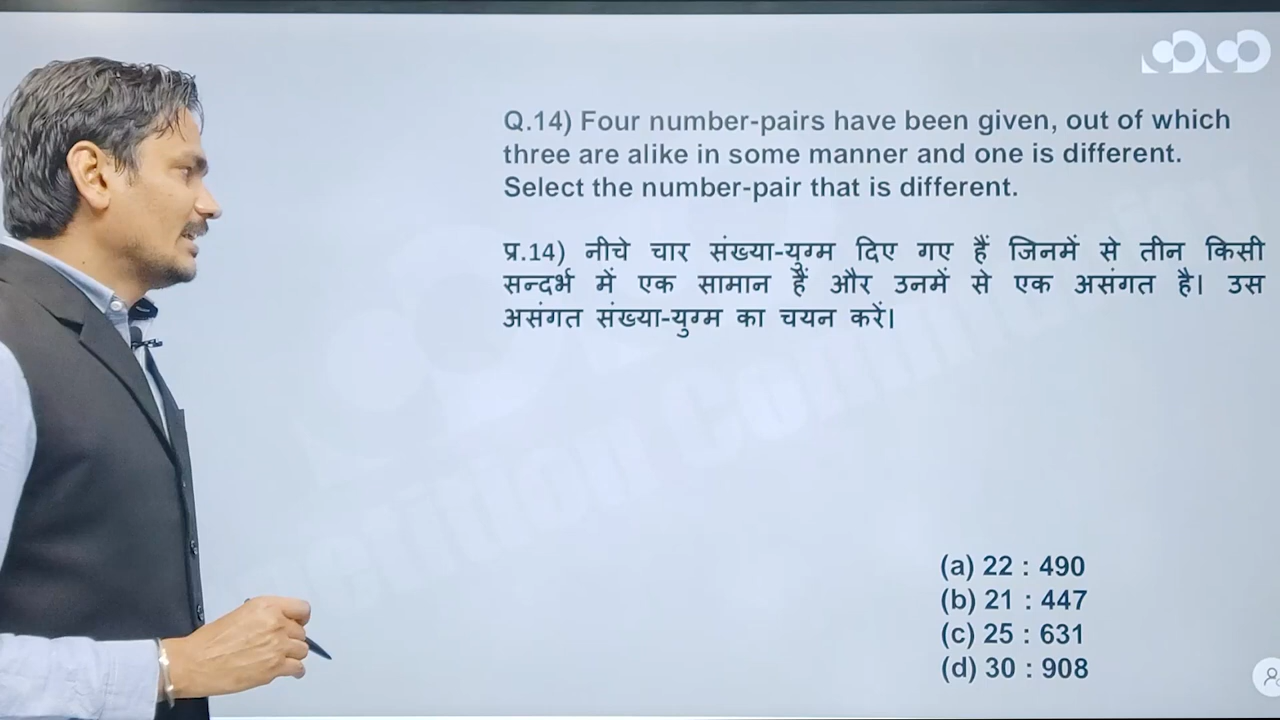 Q.14) Four number-pairs have been given, out of which
three are alike in some manner and one is different.
Select the number-pair that is different.
प्र.14) नीचे चार संख्या-युग्म दिए गए हैं जिनमें से तीन किसी
सन्दर्भ में एक सामान हैं और उनमें से एक असंगत है। उस
असंगत संख्या-युग्म का चयन करें।
(a) 22 : 490
(b) 21 : 447
(c) 25 : 631
(d) 30 : 908